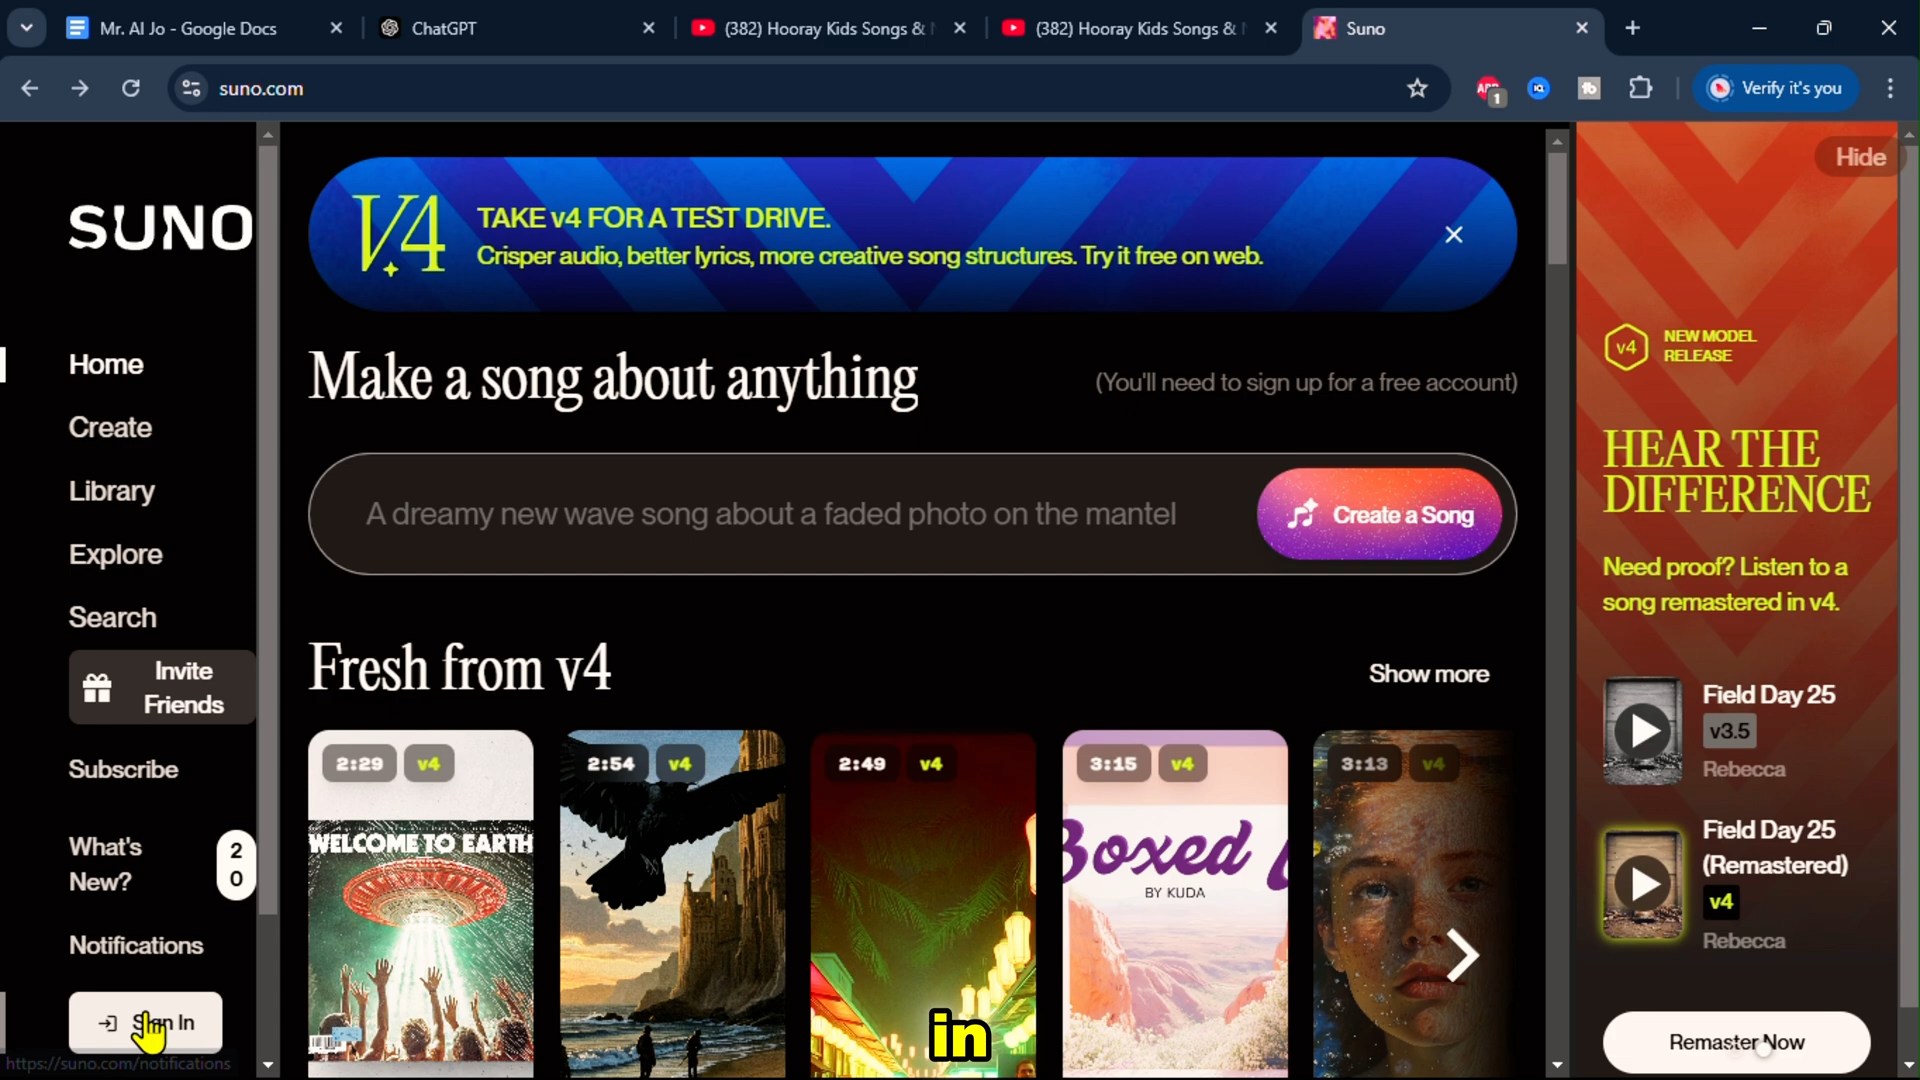 Mr. AI Jo - Google Docs
ChatGPT
(382) Hooray Kids Songs &
(382) Hooray Kids Songs &
Suno
suno.com
1
Verify it's you
SUNO
Home
Create
Library
Explore
Search
Invite
Friends
Subscribe
What's
New?
2
0
Notifications
Sign In
https://suno.com/notifications
V4
TAKE v4 FOR A TEST DRIVE.
Crisper audio, better lyrics, more creative song structures. Try it free on web.
Make a song about anything
(You'll need to sign up for a free account)
A dreamy new wave song about a faded photo on the mantel
Create a Song
Fresh from v4
Show more
2:29 v4
WELCOME TO EARTH
2:54 v4
2:49 v4
3:15 v4
Boxed
BY KUDA
3:13 v4
in
Hide
v4
NEW MODEL
RELEASE
HEAR THE
DIFFERENCE
Need proof? Listen to a
song remastered in v4.
Field Day 25
v3.5
Rebecca
Field Day 25
(Remastered)
v4
Rebecca
Remaster Now